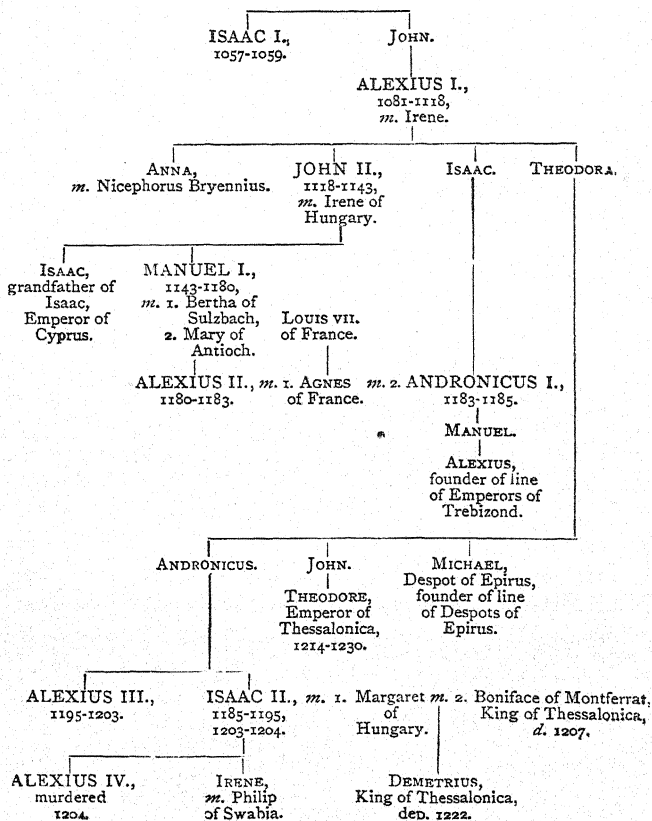 ISAAC I.,
1057-1059.
JOHN.
ALEXIUS I.,
1081-1118,
m. Irene.
ANNA,
m. Nicephorus Bryennius.
JOHN II.,
1118-1143,
m. Irene of
Hungary.
ISAAC.
THEODORA.
ISAAC,
grandfather of
Isaac,
Emperor of
Cyprus.
MANUEL I.,
1143-1180,
m. 1. Bertha of
Sulzbach,
2. Mary of
Antioch.
LOUIS VII.
of France.
ALEXIUS II., m. 1. AGNES m. 2. ANDRONICUS I.,
1180-1183. of France. 1183-1185.
MANUEL.
ALEXIUS,
founder of line
of Emperors of
Trebizond.
ANDRONICUS.
JOHN.
THEODORE,
Emperor of
Thessalonica,
1214-1230.
MICHAEL,
Despot of Epirus,
founder of line
of Despots of
Epirus.
ALEXIUS III.,
1195-1203.
ISAAC II., m. 1. Margaret m. 2. Boniface of Montferrat,
1185-1195, of King of Thessalonica,
1203-1204. Hungary. d. 1207.
ALEXIUS IV.,
murdered
1204.
IRENE,
m. Philip
of Swabia.
DEMETRIUS,
King of Thessalonica,
dep. 1222.